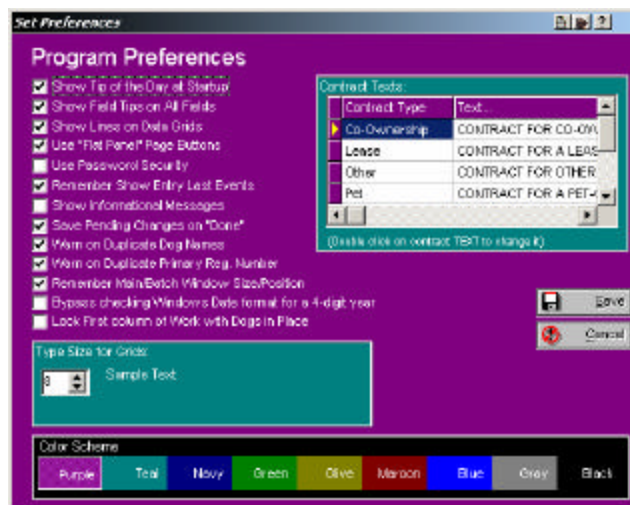 Set Preferences
Program Preferences
Show Tip of the Day at Startup
Show Field Tips on All Fields
Show Lines on Data Grids
Use "Flat Panel" Page Buttons
Use Password Security
Remember Show Entry Last Events
Show Informational Messages
Save Pending Changes on "Done"
Warn on Duplicate Dog Names
Warn on Duplicate Primary Reg. Number
Remember Main/Batch Window Size/Position
Bypass checking Windows Date format for a 4-digit year
Lock First column of Work with Dogs in Place
Contract Texts:
Contract Type Text...
Co-Ownership CONTRACT FOR CO-OW
Lease CONTRACT FOR A LEAS
Other CONTRACT FOR OTHER
Pet CONTRACT FOR A PET-
(Double click on contract TEXT to change it)
Save
Cancel
Type Size for Grids:
8 Sample Text
Color Scheme
Purple Teal Navy Green Olive Maroon Blue Gray Black